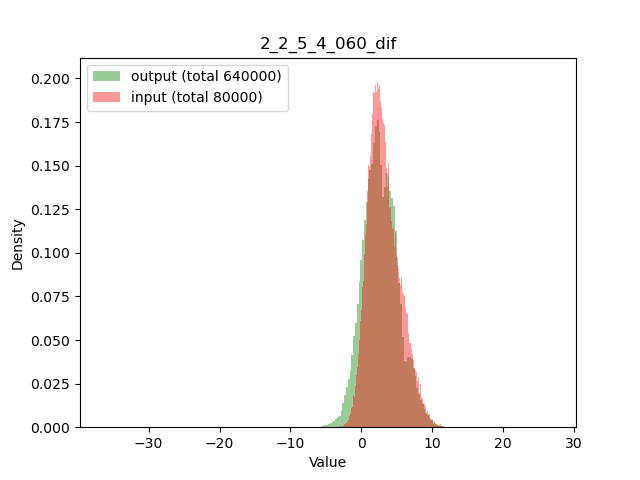 2_2_5_4_060_dif
output (total 640000)
input (total 80000)
0.200
0.175
0.150
0.125
0.100
0.075
0.050
0.025
0.000
Density
−30 −20 −10 0 10 20 30
Value